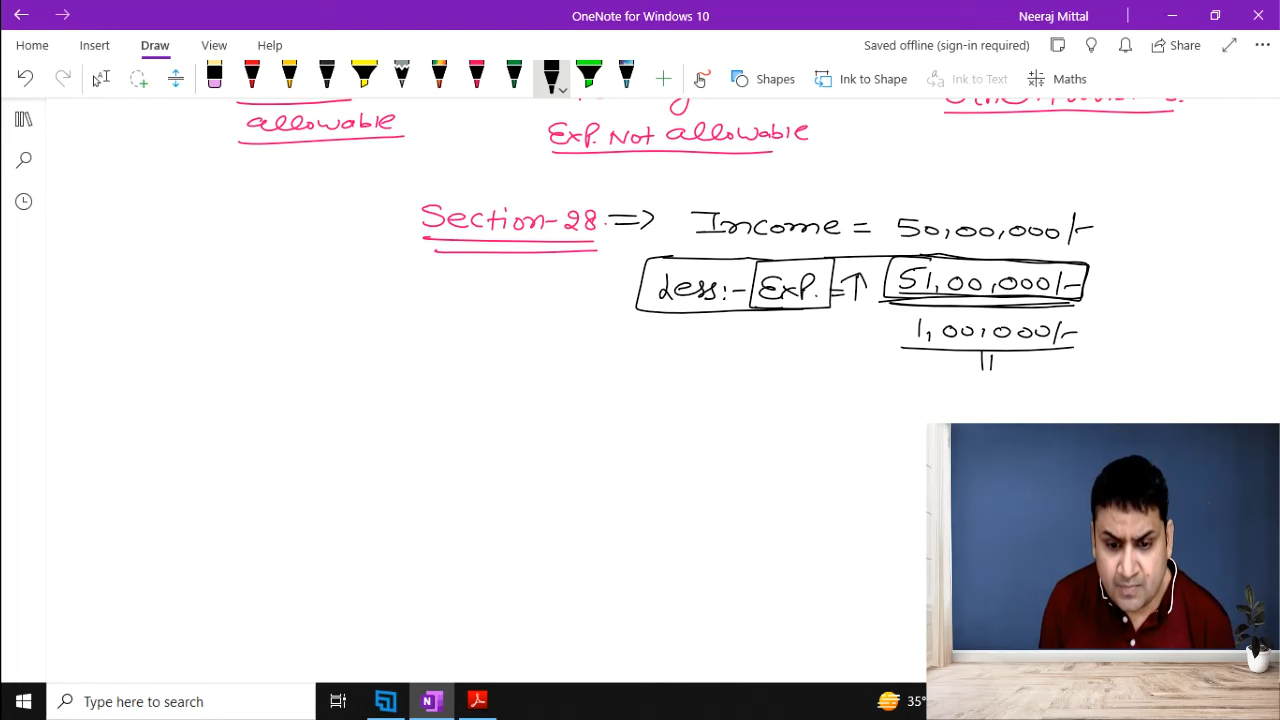 OneNote for Windows 10
Neeraj Mittal
Home Insert Draw View Help
Saved offline (sign-in required)
Share
Shapes
Ink to Shape
Ink to Text
Maths
allowable
Exp. Not allowable
Section-28 => Income = 50,00,000/-
Less:- Exp. = ↑ 51,00,000/-
1,00,000/-
Type here to search
35°